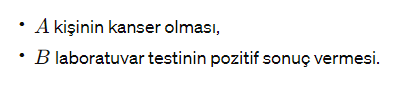 • A kişinin kanser olması,
• B laboratuvar testinin pozitif sonuç vermesi.